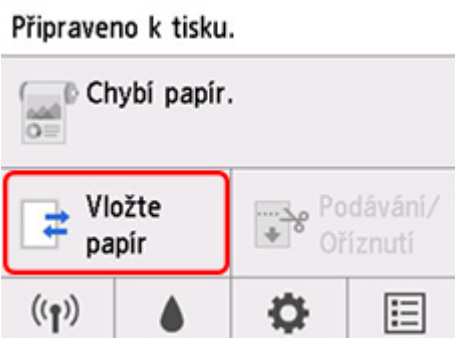 Připraveno k tisku.
Chybí papír.
Vložte
papír
Podávání/
Oříznutí